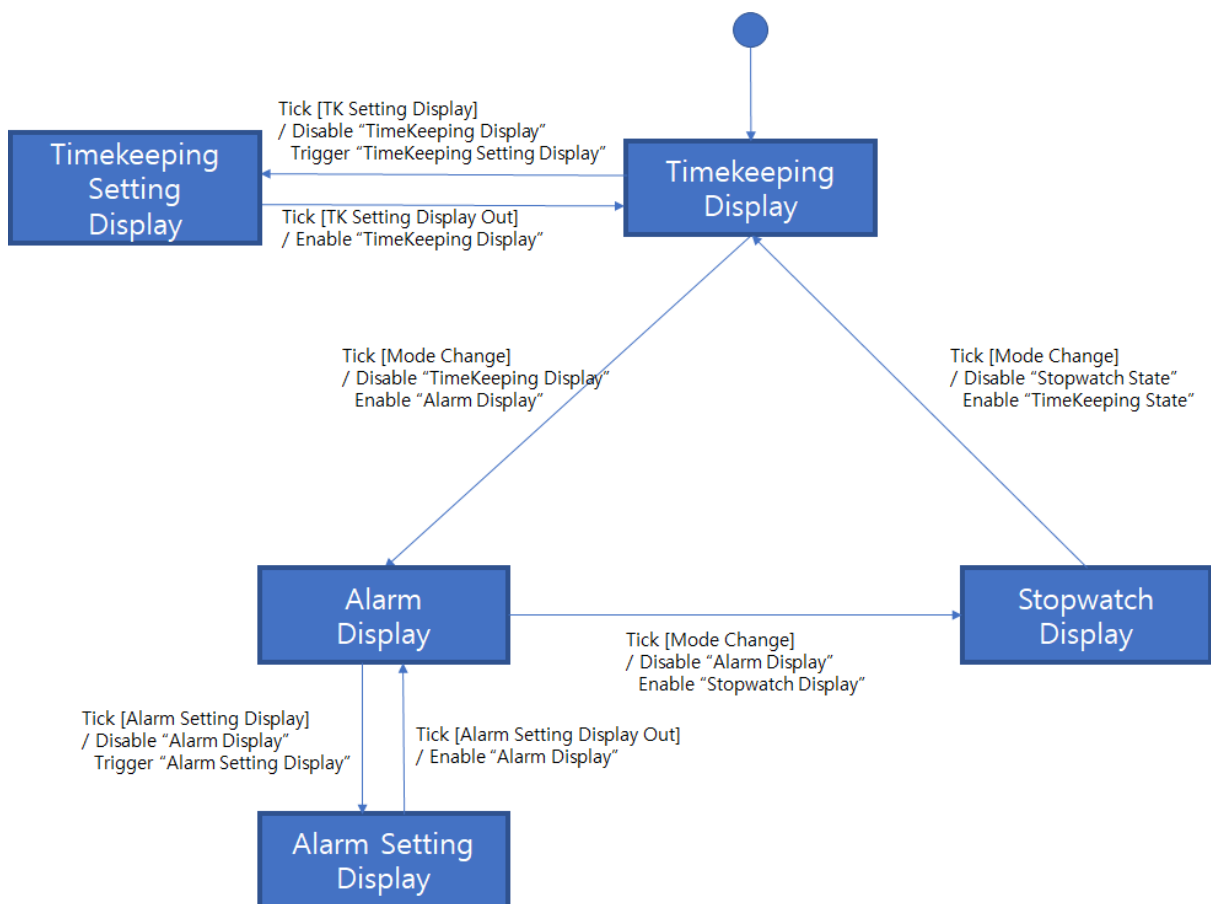 Tick [TK Setting Display]
/ Disable “TimeKeeping Display”
Trigger “TimeKeeping Setting Display”
Timekeeping
Setting
Display
Timekeeping
Display
Tick [TK Setting Display Out]
/ Enable “TimeKeeping Display”
Tick [Mode Change]
/ Disable “TimeKeeping Display”
Enable “Alarm Display”
Tick [Mode Change]
/ Disable “Stopwatch State”
Enable “TimeKeeping State”
Alarm
Display
Stopwatch
Display
Tick [Mode Change]
/ Disable “Alarm Display”
Enable “Stopwatch Display”
Tick [Alarm Setting Display]
/ Disable “Alarm Display”
Trigger “Alarm Setting Display”
Tick [Alarm Setting Display Out]
/ Enable “Alarm Display”
Alarm Setting
Display